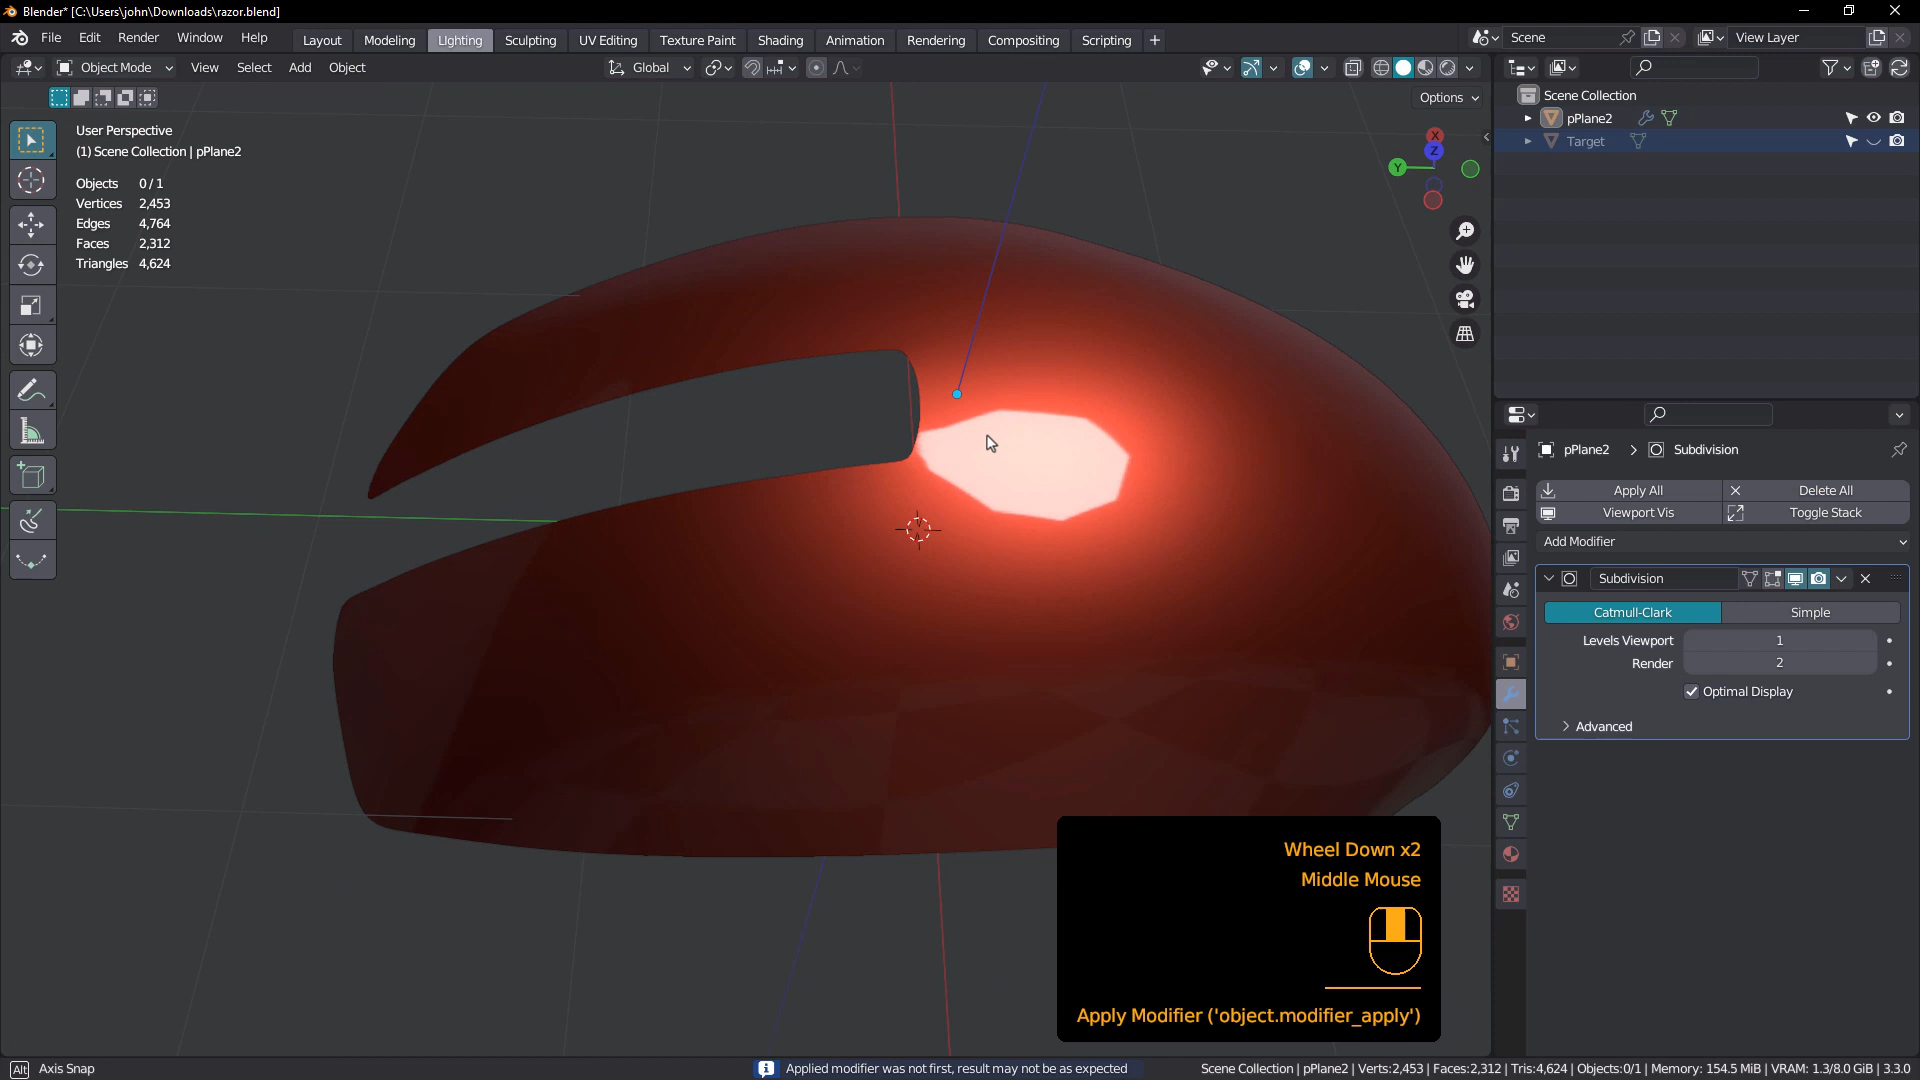 Blender* [C:\Users\john\Downloads\razor.blend]
File Edit Render Window Help Layout Modeling Lighting Sculpting UV Editing Texture Paint Shading Animation Rendering Compositing Scripting + Scene View Layer
Object Mode View Select Add Object Global
Options
User Perspective
(1) Scene Collection | pPlane2
Objects 0/1
Vertices 2,453
Edges 4,764
Faces 2,312
Triangles 4,624
X
Y
Z
Scene Collection
pPlane2
Target
pPlane2 > Subdivision
Apply All Delete All
Viewport Vis Toggle Stack
Add Modifier
Subdivision
Catmull-Clark Simple
Levels Viewport 1
Render 2
Optimal Display
> Advanced
Wheel Down x2
Middle Mouse
Apply Modifier ('object.modifier_apply')
Alt Axis Snap Applied modifier was not first, result may not be as expected Scene Collection | pPlane2 | Verts:2,453 | Faces:2,312 | Tris:4,624 | Objects:0/1 | Memory: 154.5 MiB | VRAM: 1.3/8.0 GiB | 3.3.0